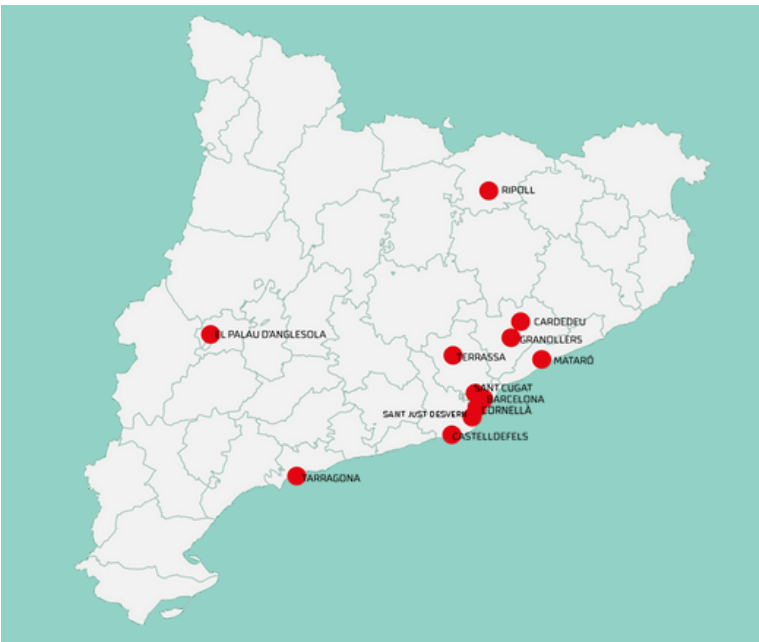 RIPOLL
CARDEDEU
EL PALAU D'ANGLESOLA
GRANOLLERS
TERRASSA
MATARÓ
SANT CUGAT
BARCELONA
CORNELLÀ
SANT JUST DESVERN
CASTELLDEFELS
TARRAGONA